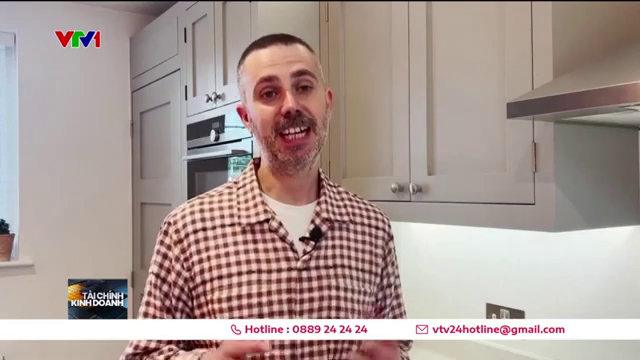 VTV1
TÀI CHÍNH
KINH DOANH
Hotline : 0889 24 24 24
vtv24hotline@gmail.com